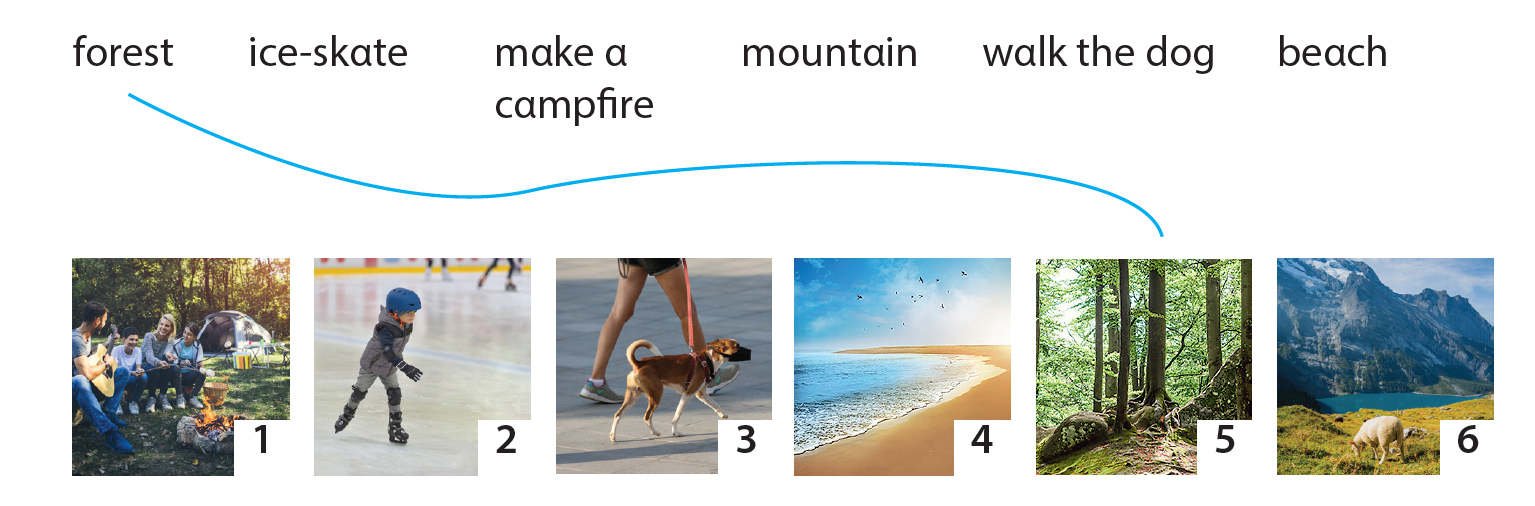 forest ice-skate make a mountain walk the dog beach
campfire
1 2 3 4 5 6